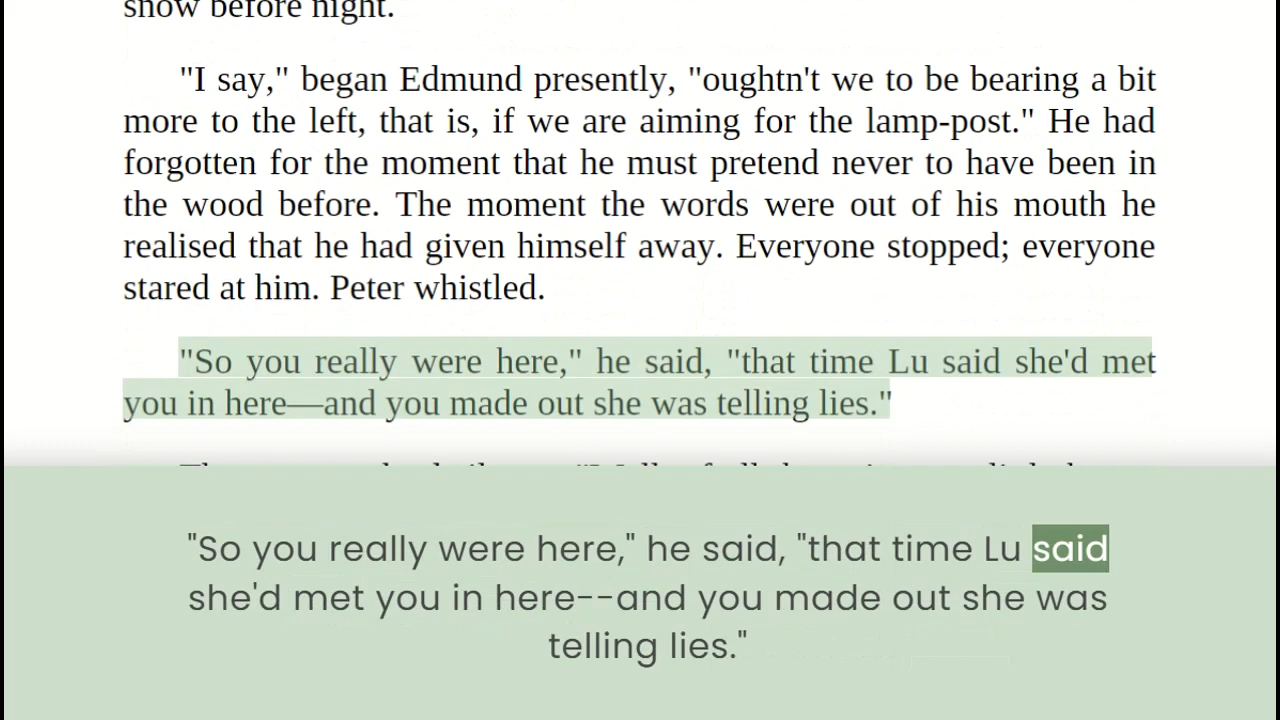 snow before night."
"I say," began Edmund presently, "oughtn't we to be bearing a bit
more to the left, that is, if we are aiming for the lamp-post." He had
forgotten for the moment that he must pretend never to have been in
the wood before. The moment the words were out of his mouth he
realised that he had given himself away. Everyone stopped; everyone
stared at him. Peter whistled.
"So you really were here," he said, "that time Lu said she'd met
you in here—and you made out she was telling lies."
"So you really were here," he said, "that time Lu said
she'd met you in here--and you made out she was
telling lies."